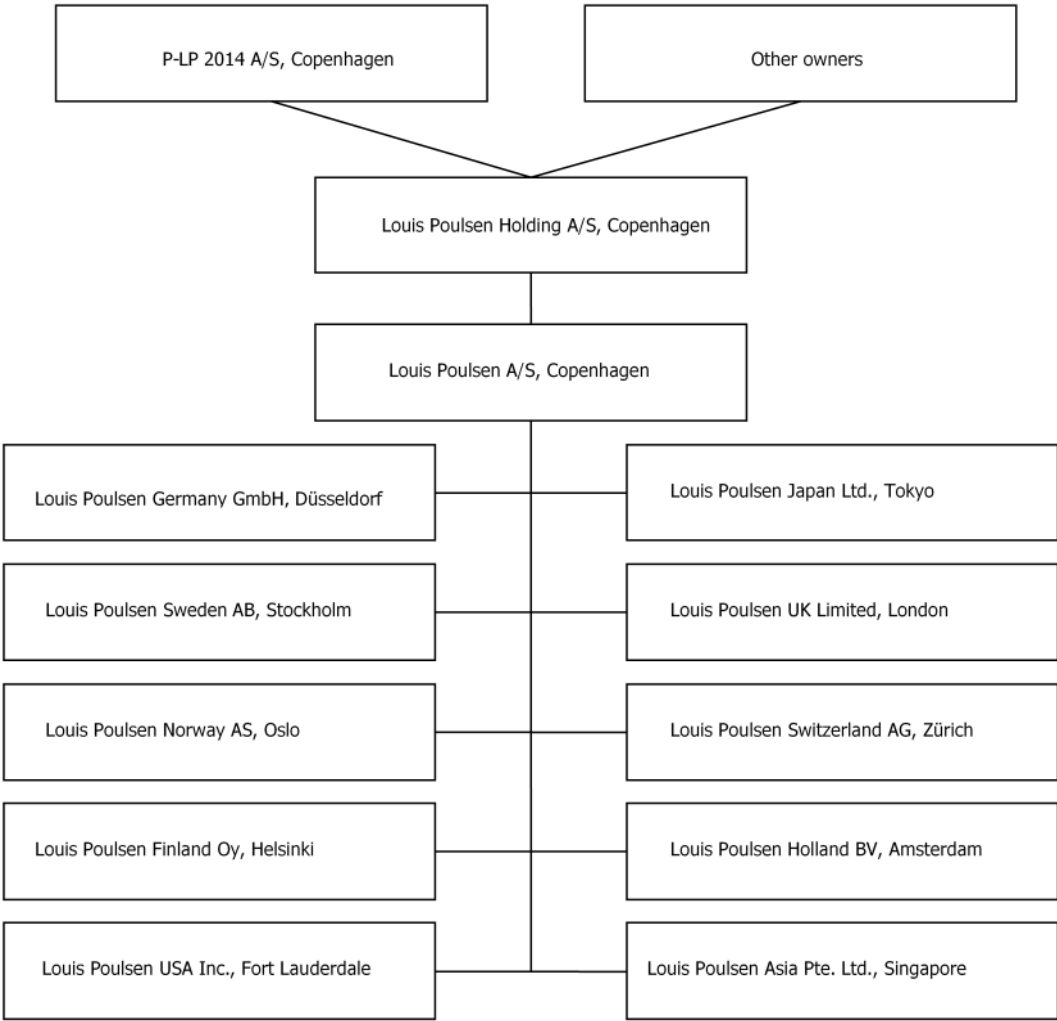 P-LP 2014 A/S, Copenhagen
Other owners
Louis Poulsen Holding A/S, Copenhagen
Louis Poulsen A/S, Copenhagen
Louis Poulsen Germany GmbH, Düsseldorf
Louis Poulsen Japan Ltd., Tokyo
Louis Poulsen Sweden AB, Stockholm
Louis Poulsen UK Limited, London
Louis Poulsen Norway AS, Oslo
Louis Poulsen Switzerland AG, Zürich
Louis Poulsen Finland Oy, Helsinki
Louis Poulsen Holland BV, Amsterdam
Louis Poulsen USA Inc., Fort Lauderdale
Louis Poulsen Asia Pte. Ltd., Singapore